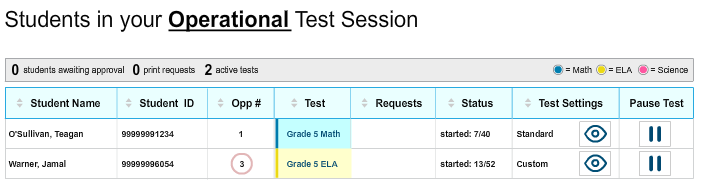 Students in your Operational Test Session
0 students awaiting approval 0 print requests 2 active tests = Math = ELA = Science
Student Name Student ID Opp # Test Requests Status Test Settings Pause Test
O'Sullivan, Teagan 99999991234 1 Grade 5 Math started: 7/40 Standard
Warner, Jamal 99999996054 3 Grade 5 ELA started: 13/52 Custom